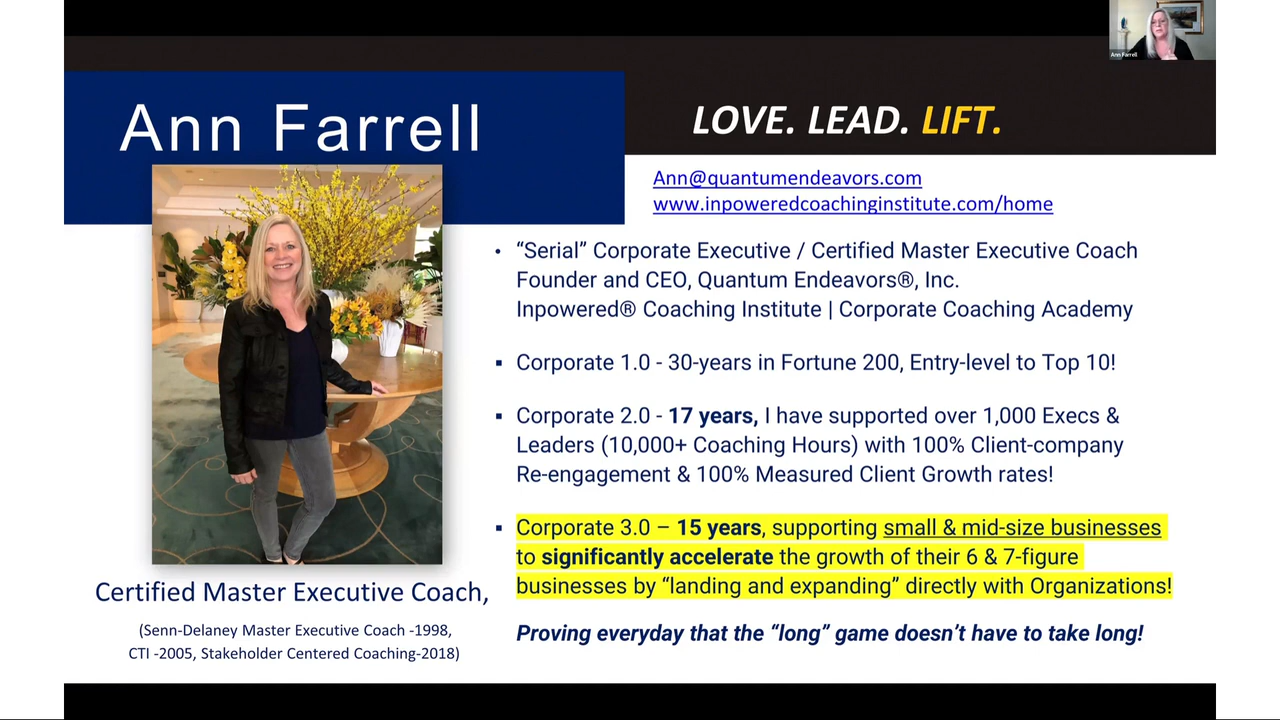 Ann Farrell
Ann Farrell
LOVE. LEAD. LIFT.
Ann@quantumendeavors.com
www.inpoweredcoachinginstitute.com/home
• “Serial” Corporate Executive / Certified Master Executive Coach
Founder and CEO, Quantum Endeavors®, Inc.
Inpowered® Coaching Institute | Corporate Coaching Academy
▪ Corporate 1.0 - 30-years in Fortune 200, Entry-level to Top 10!
▪ Corporate 2.0 - 17 years, I have supported over 1,000 Execs &
Leaders (10,000+ Coaching Hours) with 100% Client-company
Re-engagement & 100% Measured Client Growth rates!
▪ Corporate 3.0 – 15 years, supporting small & mid-size businesses
to significantly accelerate the growth of their 6 & 7-figure
businesses by “landing and expanding” directly with Organizations!
Proving everyday that the “long” game doesn’t have to take long!
Certified Master Executive Coach,
(Senn-Delaney Master Executive Coach -1998,
CTI -2005, Stakeholder Centered Coaching-2018)